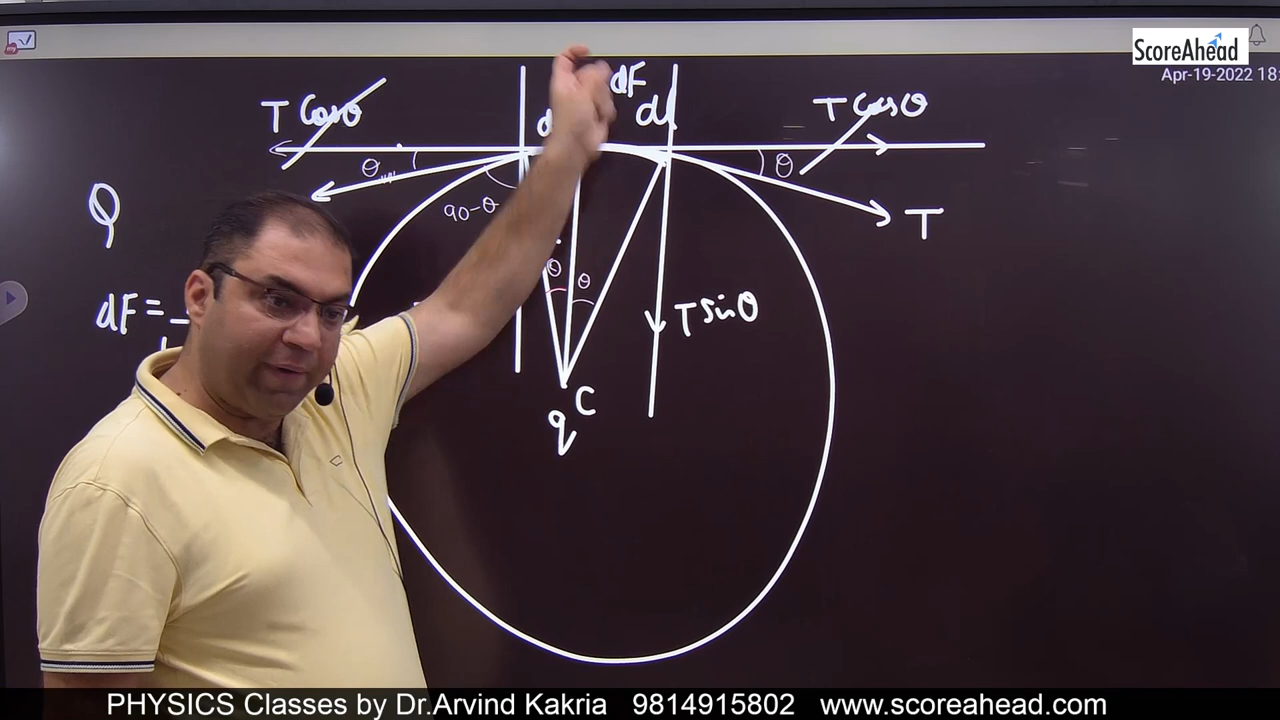 ScoreAhead
Apr-19-2022 18:
dF
T Cosθ
dl
T Cosθ
θ
θ
Q
90-θ
T
θ θ
dF =
T sinθ
C
q
PHYSICS Classes by Dr.Arvind Kakria 9814915802 www.scoreahead.com